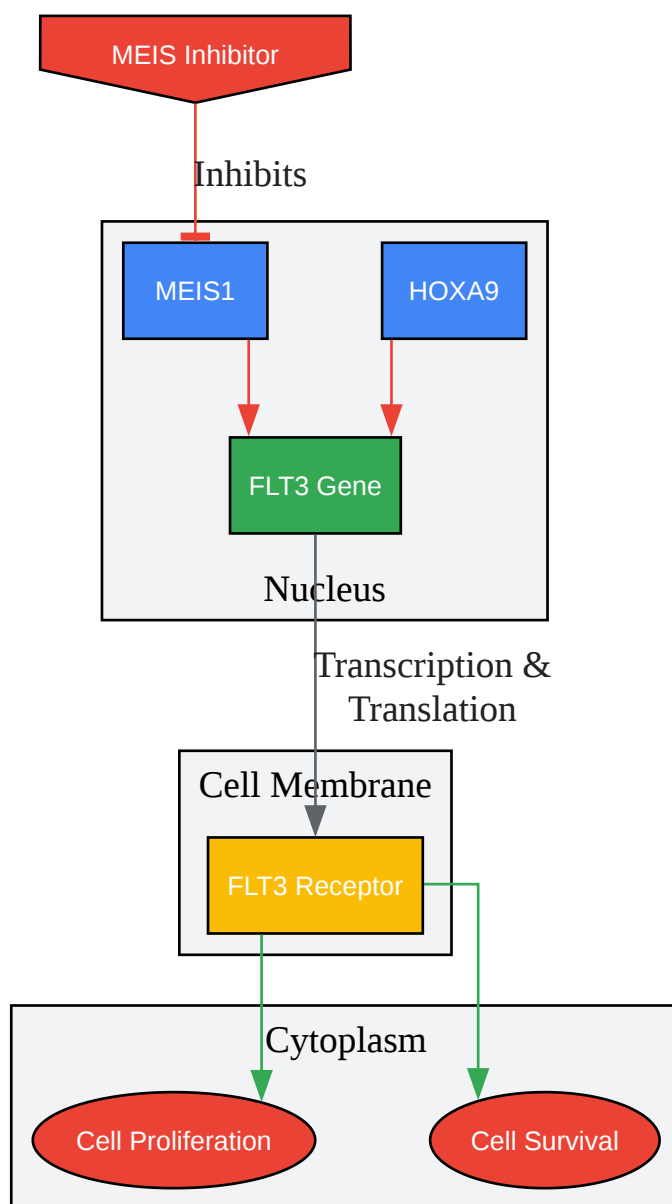 MEIS Inhibitor
Inhibits
MEIS1
HOXA9
FLT3 Gene
Nucleus
Transcription &
Translation
Cell Membrane
FLT3 Receptor
Cytoplasm
Cell Proliferation
Cell Survival